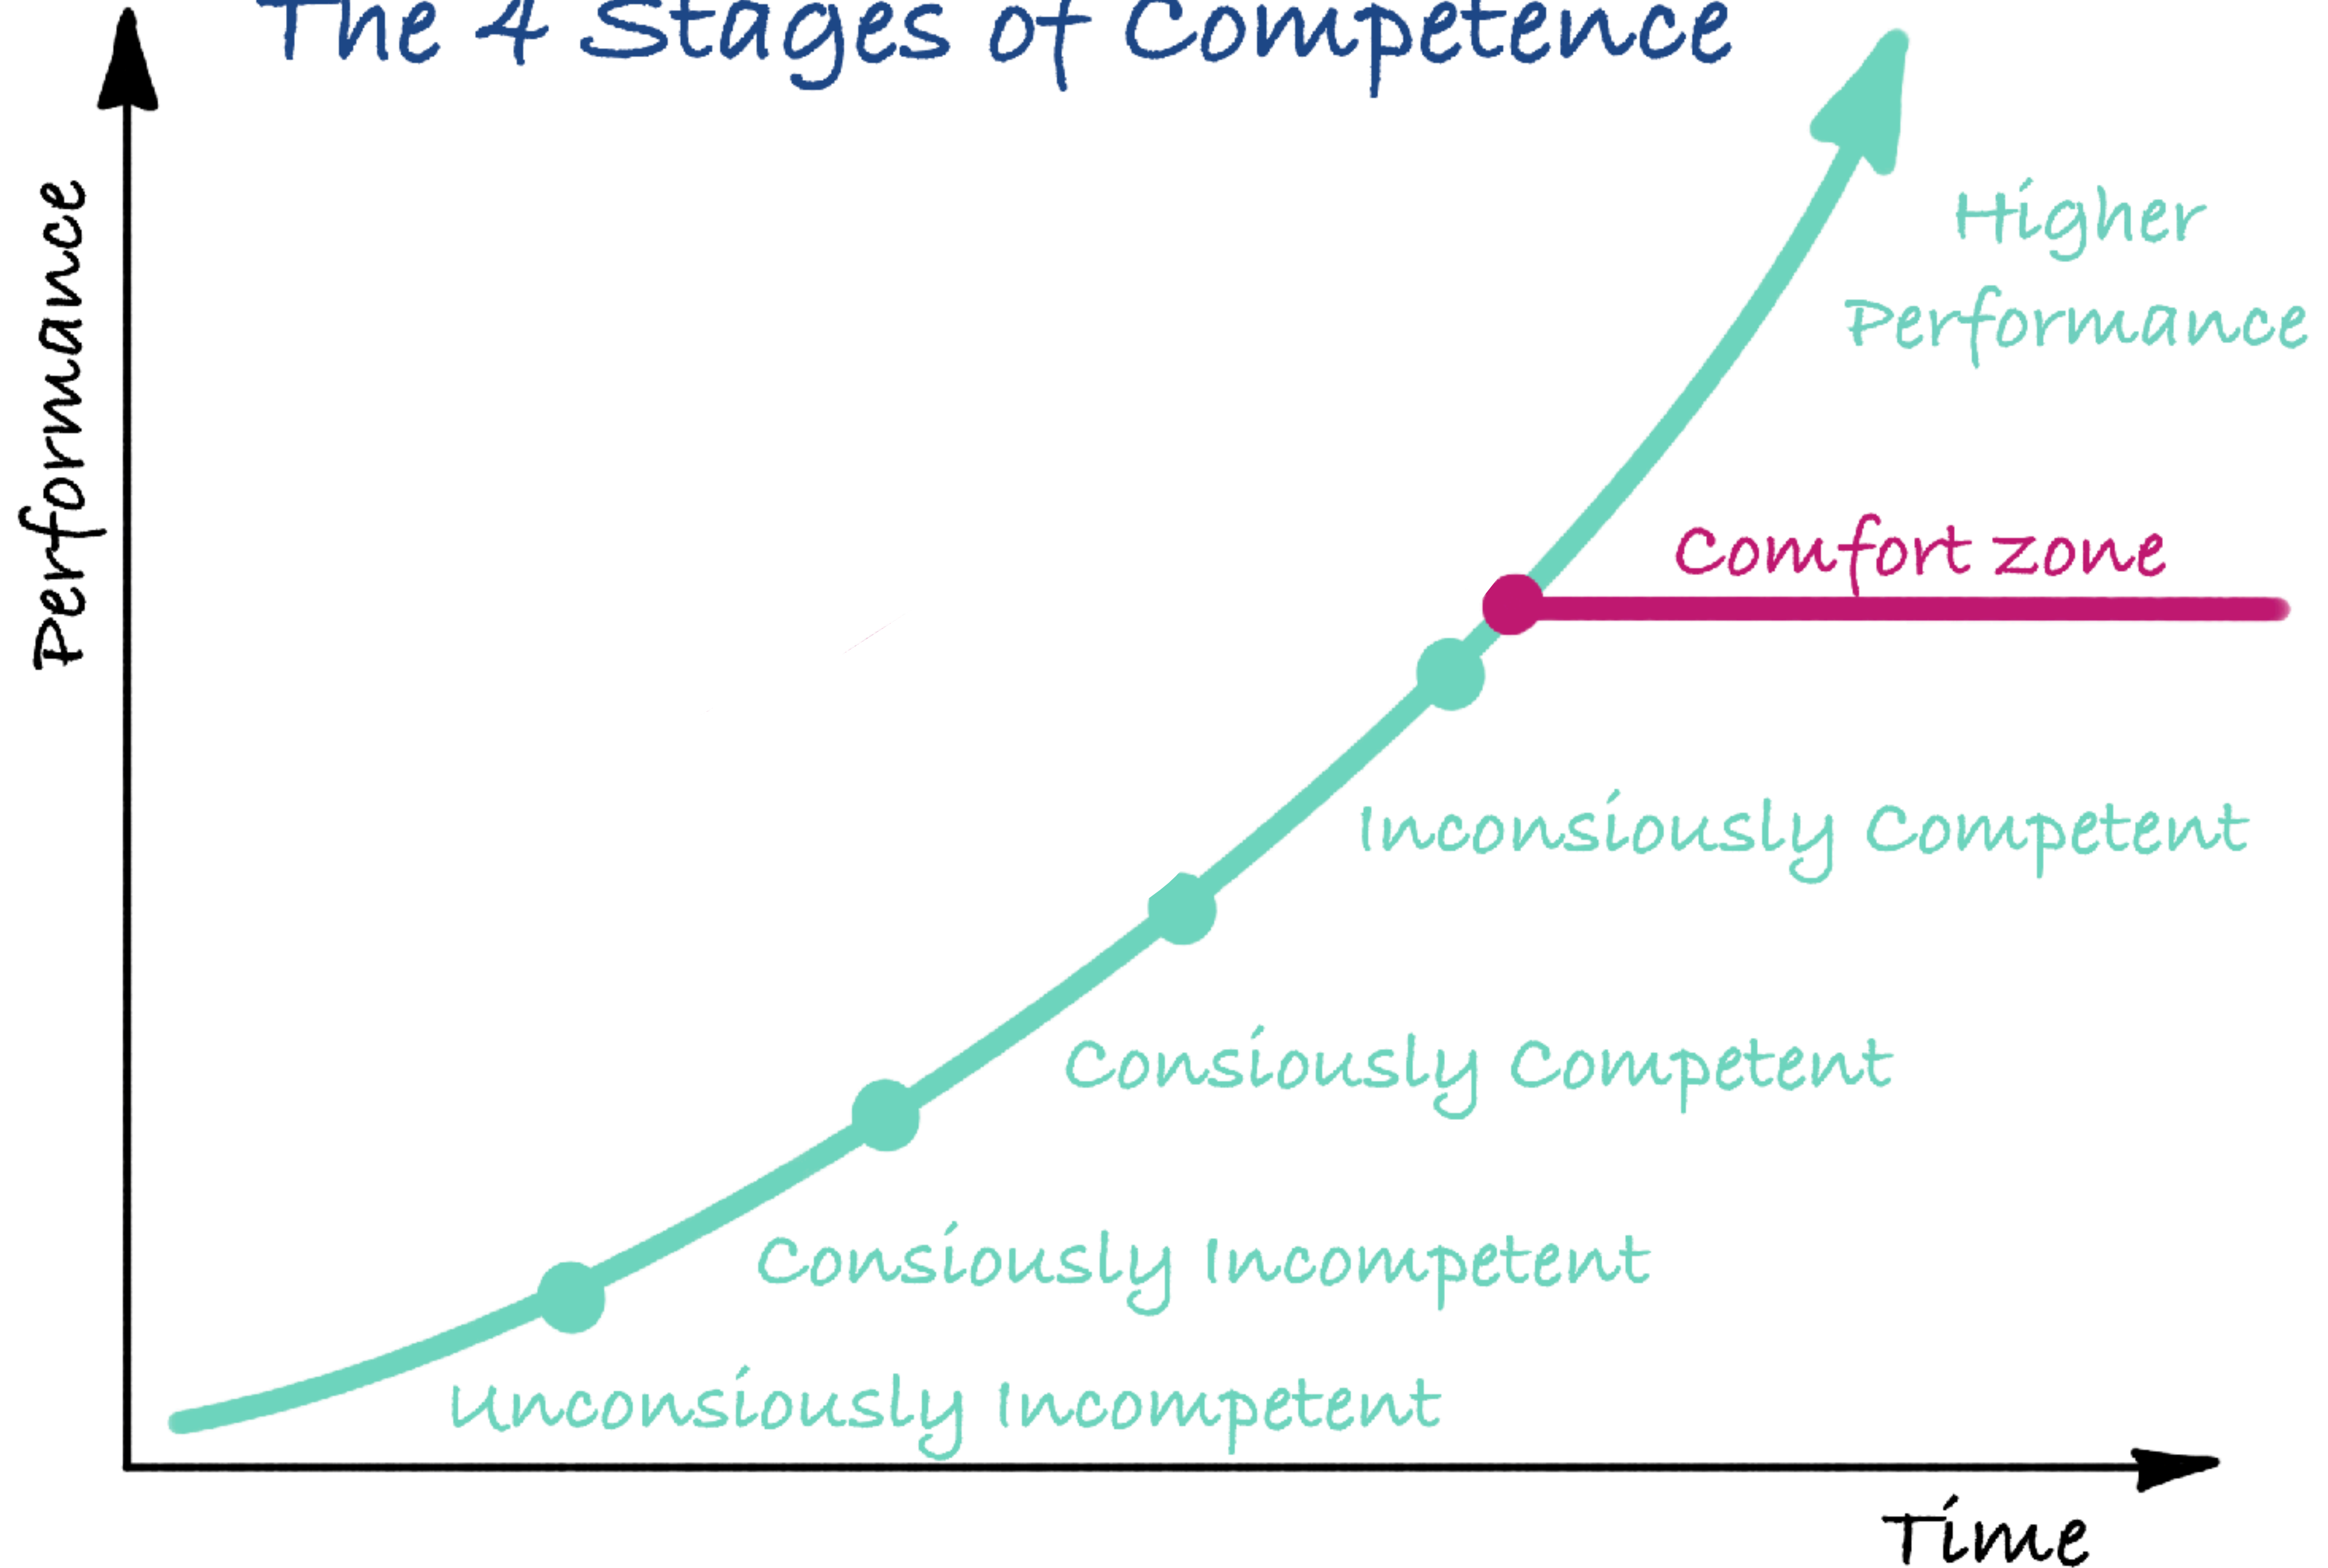 The 4 Stages of Competence
Performance
Higher
Performance
Comfort zone
Inconsiously Competent
Consiously Competent
Consiously Incompetent
Unconsiously Incompetent
Time